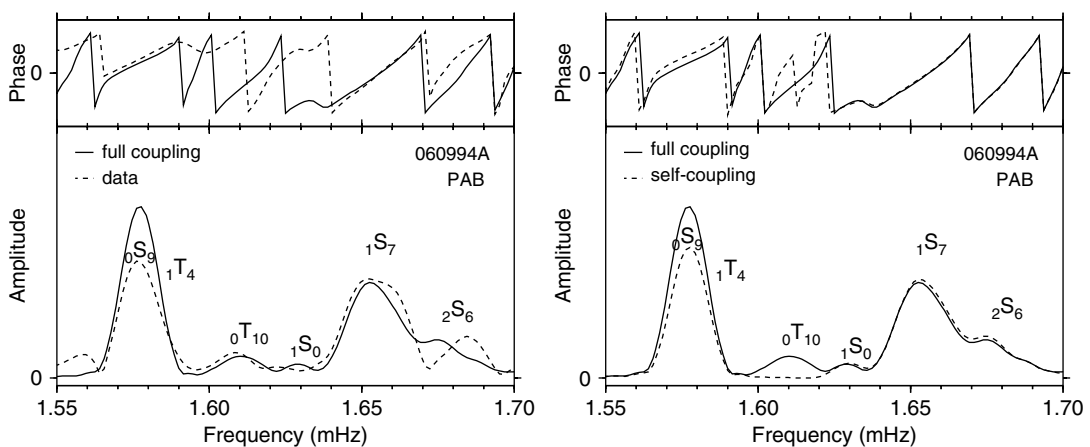 Phase
0
full coupling
data
060994A
PAB
Amplitude
₀S₉
₁T₄
₀T₁₀
₁S₀
₁S₇
₂S₆
0
1.55
1.60
1.65
1.70
Frequency (mHz)
Phase
0
full coupling
self-coupling
060994A
PAB
Amplitude
₀S₉
₁T₄
₀T₁₀
₁S₀
₁S₇
₂S₆
0
1.55
1.60
1.65
1.70
Frequency (mHz)